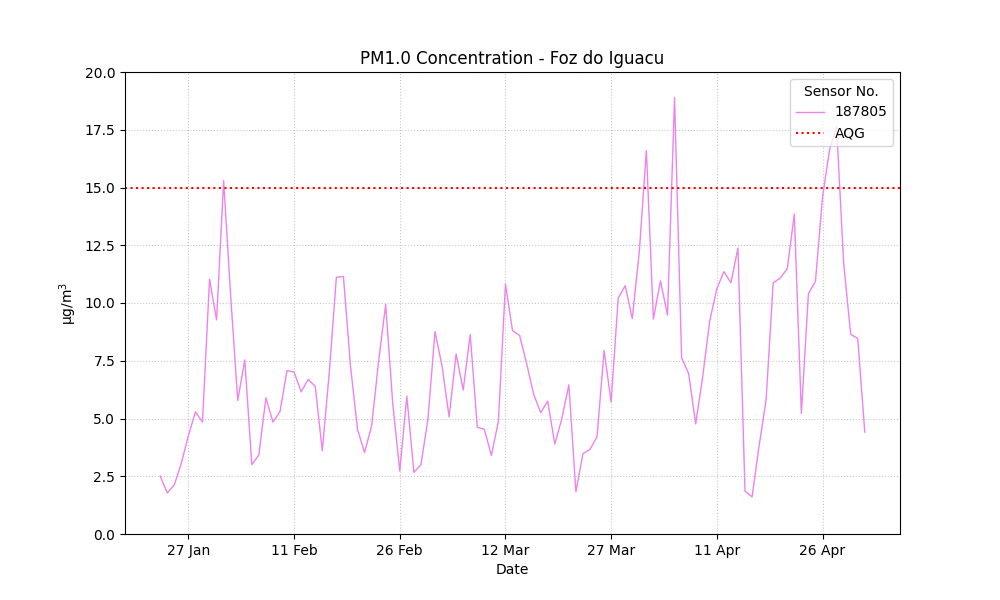 PM1.0 Concentration - Foz do Iguacu
Sensor No.
187805
AQG
20.0
17.5
15.0
12.5
10.0
7.5
5.0
2.5
0.0
μg/m³
27 Jan
11 Feb
26 Feb
12 Mar
27 Mar
11 Apr
26 Apr
Date